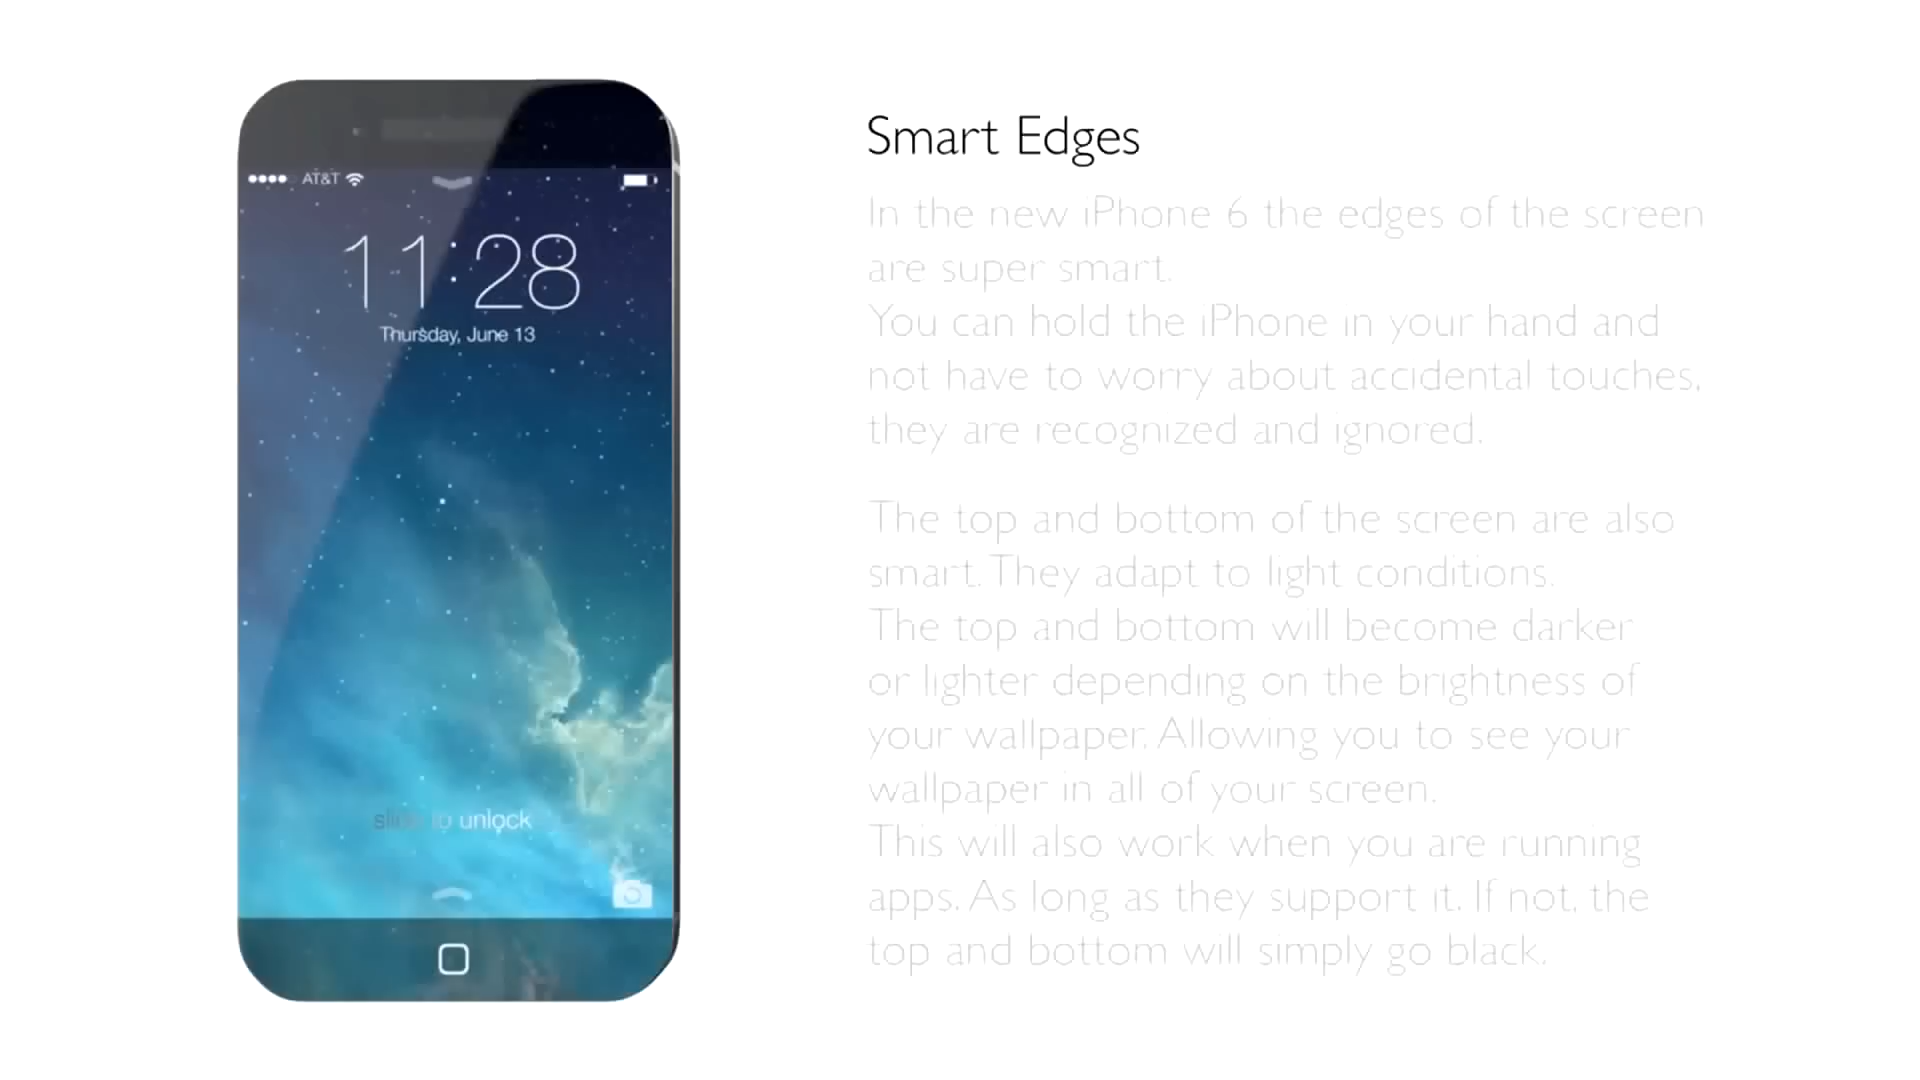 AT&T
11:28
Thursday, June 13
slide to unlock
Smart Edges
In the new iPhone 6 the edges of the screen
are super smart.
You can hold the iPhone in your hand and
not have to worry about accidental touches,
they are recognized and ignored.
The top and bottom of the screen are also
smart. They adapt to light conditions.
The top and bottom will become darker
or lighter depending on the brightness of
your wallpaper. Allowing you to see your
wallpaper in all of your screen.
This will also work when you are running
apps. As long as they support it. If not, the
top and bottom will simply go black.